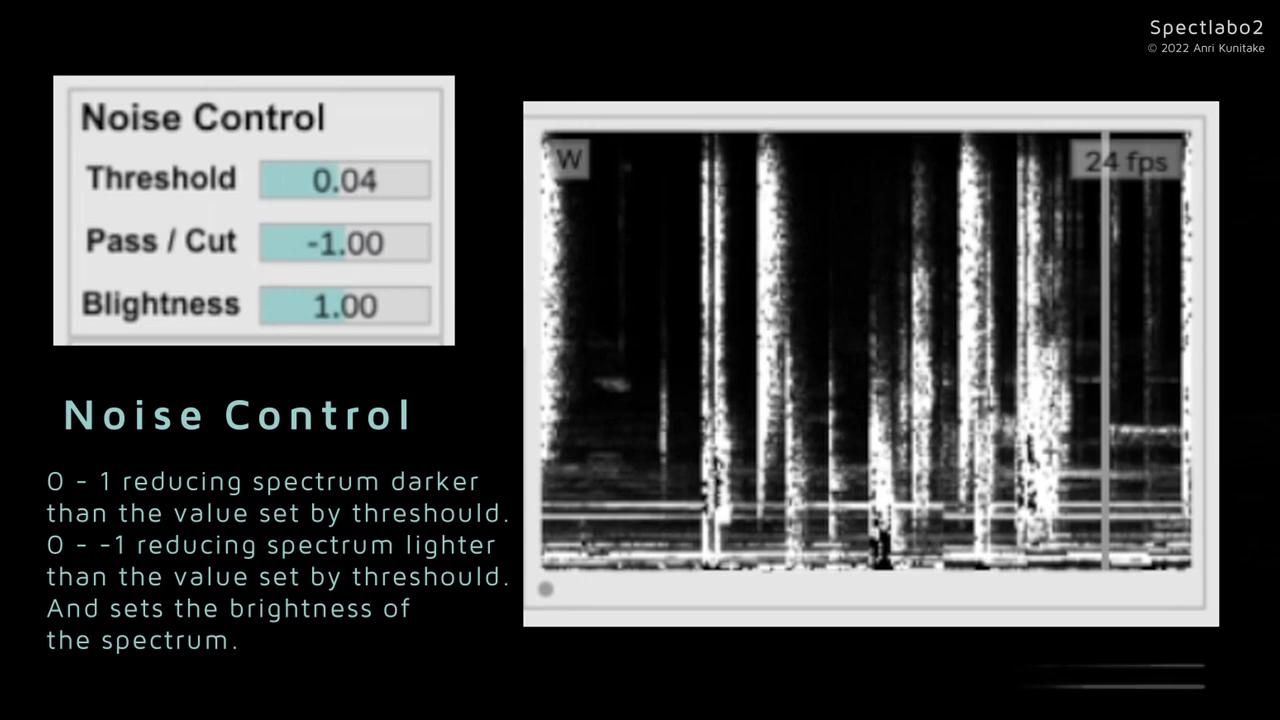 Spectlabo2
© 2022 Anri Kunitake
Noise Control
Threshold 0.04
Pass / Cut -1.00
Blightness 1.00
W
24 fps
Noise Control
0 - 1 reducing spectrum darker
than the value set by threshould.
0 - -1 reducing spectrum lighter
than the value set by threshould.
And sets the brightness of
the spectrum.